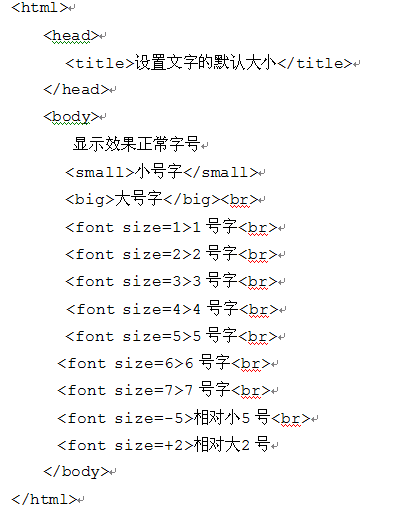 <html>
<head>
<title>设置文字的默认大小</title>
</head>
<body>
显示效果正常字号
<small>小号字</small>
<big>大号字</big><br>
<font size=1>1号字<br>
<font size=2>2号字<br>
<font size=3>3号字<br>
<font size=4>4号字<br>
<font size=5>5号字<br>
<font size=6>6号字<br>
<font size=7>7号字<br>
<font size=-5>相对小5号<br>
<font size=+2>相对大2号
</body>
</html>